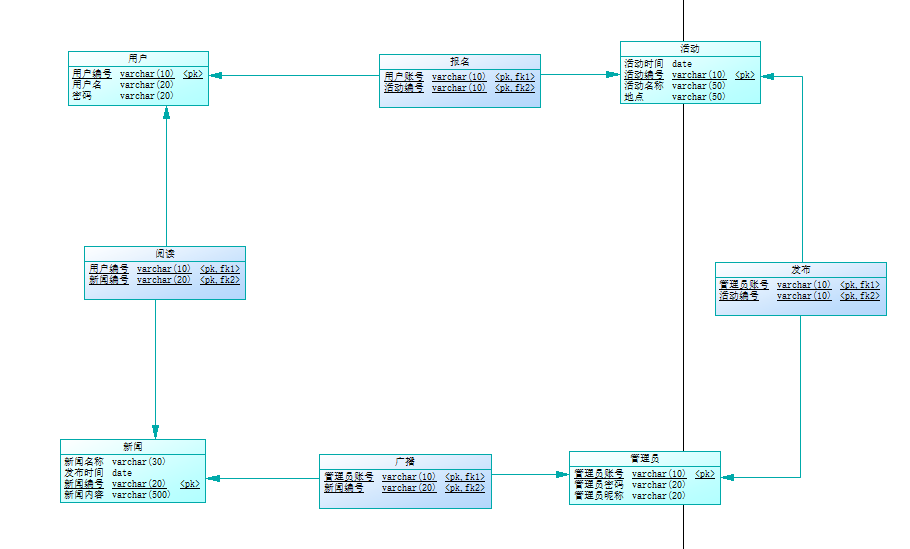 用户
用户编号 varchar(10) <pk>
用户名 varchar(20)
密码 varchar(20)
报名
用户账号 varchar(10) <pk,fk1>
活动编号 varchar(10) <pk,fk2>
活动
活动时间 date
活动编号 varchar(10) <pk>
活动名称 varchar(50)
地点 varchar(50)
阅读
用户编号 varchar(10) <pk,fk1>
新闻编号 varchar(20) <pk,fk2>
发布
管理员账号 varchar(10) <pk,fk1>
活动编号 varchar(10) <pk,fk2>
新闻
新闻名称 varchar(30)
发布时间 date
新闻编号 varchar(20) <pk>
新闻内容 varchar(500)
广播
管理员账号 varchar(10) <pk,fk1>
新闻编号 varchar(20) <pk,fk2>
管理员
管理员账号 varchar(10) <pk>
管理员密码 varchar(20)
管理员昵称 varchar(20)